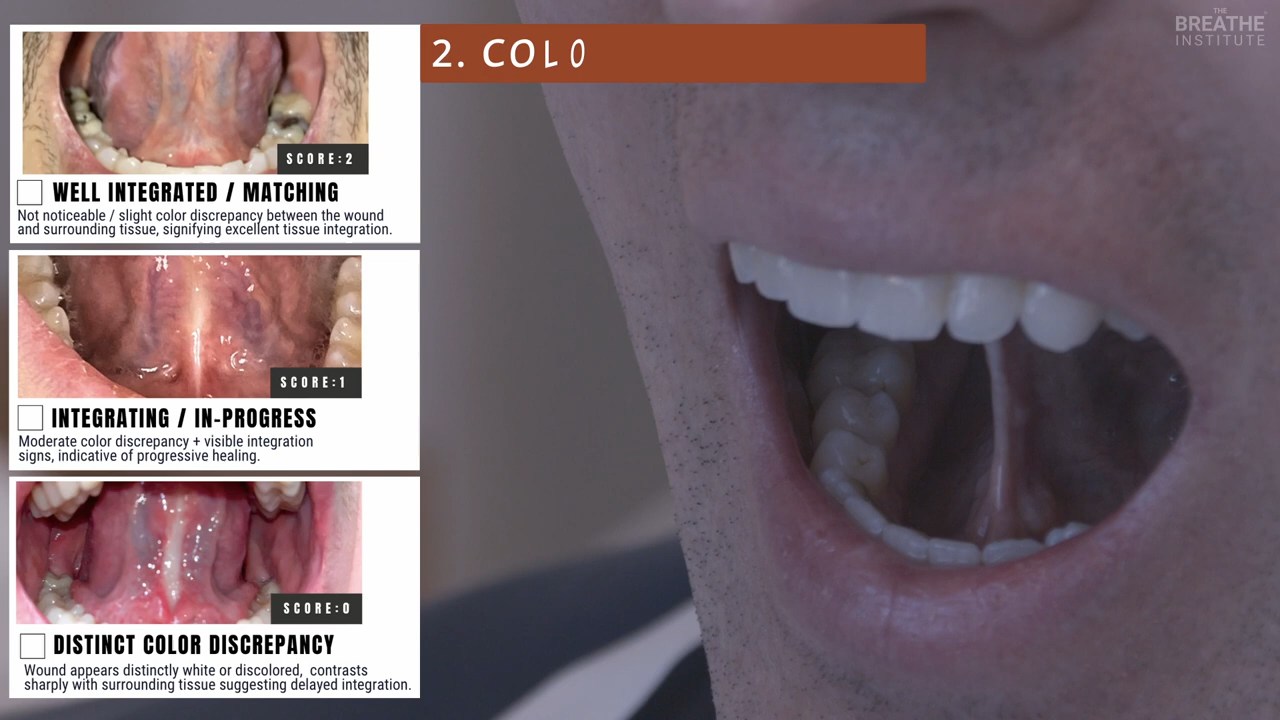 2. COLO
THE
BREATHE
INSTITUTE
SCORE:2
WELL INTEGRATED / MATCHING
Not noticeable / slight color discrepancy between the wound
and surrounding tissue, signifying excellent tissue integration.
SCORE:1
INTEGRATING / IN-PROGRESS
Moderate color discrepancy + visible integration
signs, indicative of progressive healing.
SCORE:0
DISTINCT COLOR DISCREPANCY
Wound appears distinctly white or discolored, contrasts
sharply with surrounding tissue suggesting delayed integration.